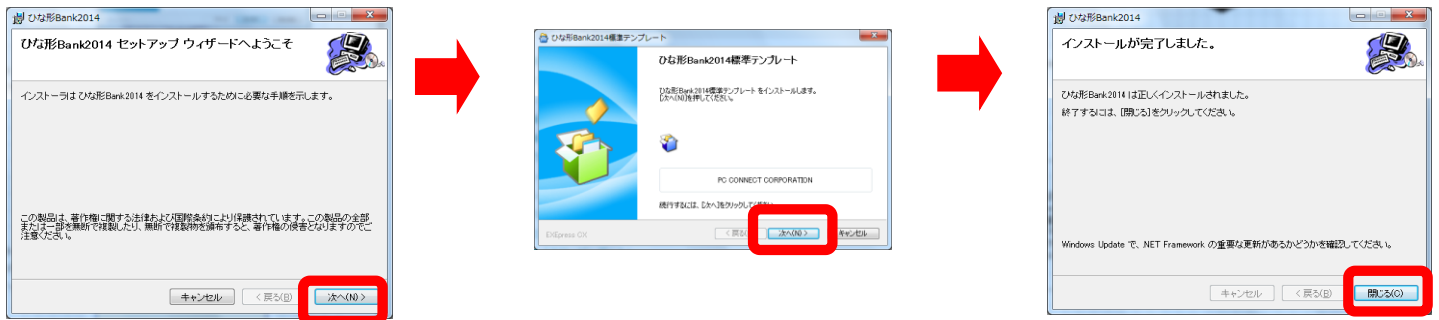 ひな形Bank2014
ひな形Bank2014 セットアップ ウィザードへようこそ
インストーラは ひな形Bank2014 をインストールするために必要な手順を示します。
この製品は、著作権に関する法律および国際条約により保護されています。この製品の全部
または一部を無断で複製したり、無断で複製物を頒布すると、著作権の侵害となりますのでご
注意ください。
キャンセル
< 戻る(B)
次へ(N) >
ひな形Bank2014標準テンプレート
ひな形Bank2014標準テンプレート
ひな形Bank2014標準テンプレート をインストールします。
[次へ(N)]を押してください。
PC CONNECT CORPORATION
続行するには、[次へ]をクリックして
EXEpress CX
< 戻る
次へ(N) >
キャンセル
ひな形Bank2014
インストールが完了しました。
ひな形Bank2014 は正しくインストールされました。
終了するには、[閉じる]をクリックしてください。
Windows Update で、.NET Framework の重要な更新があるかどうかを確認してください。
キャンセル
< 戻る(B)
閉じる(C)